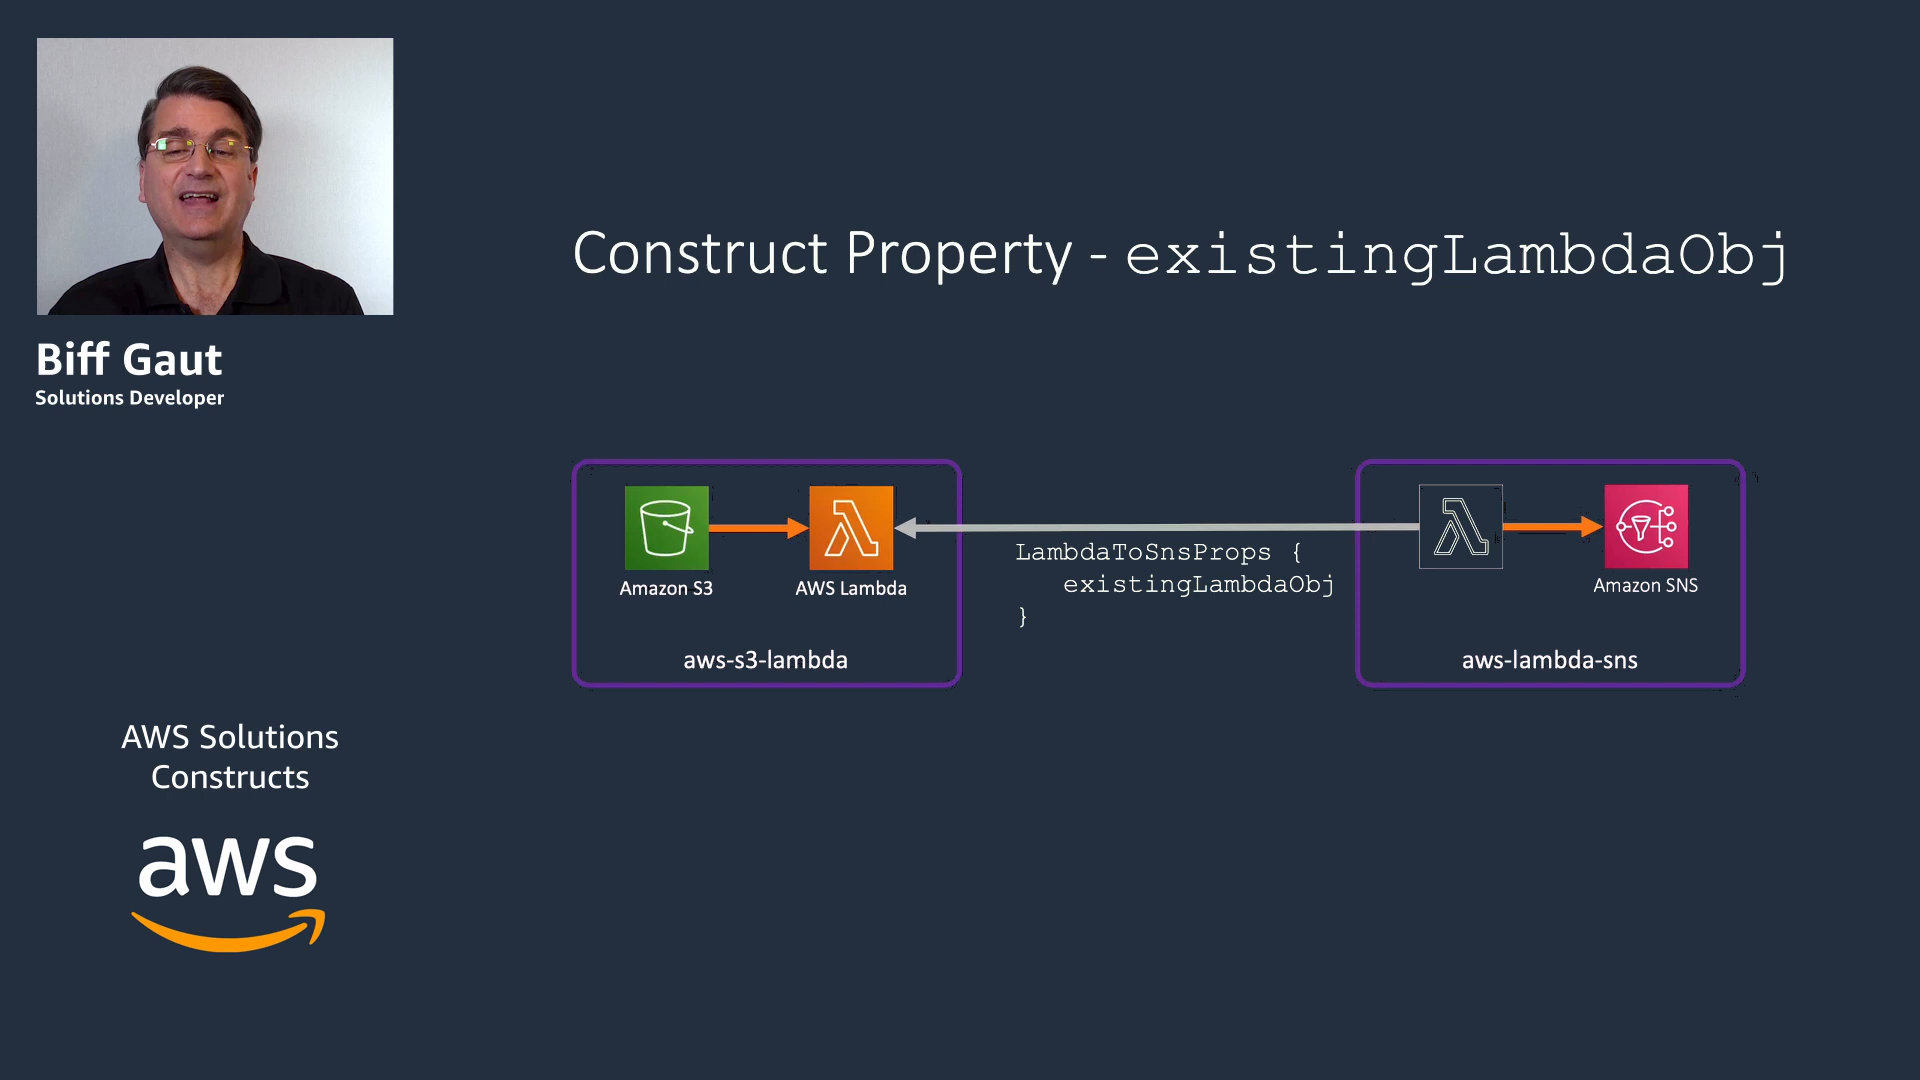 Construct Property - existingLambdaObj
Biff Gaut
Solutions Developer
LambdaToSnsProps {
existingLambdaObj
}
Amazon S3
AWS Lambda
Amazon SNS
aws-s3-lambda
aws-lambda-sns
AWS Solutions
Constructs
aws